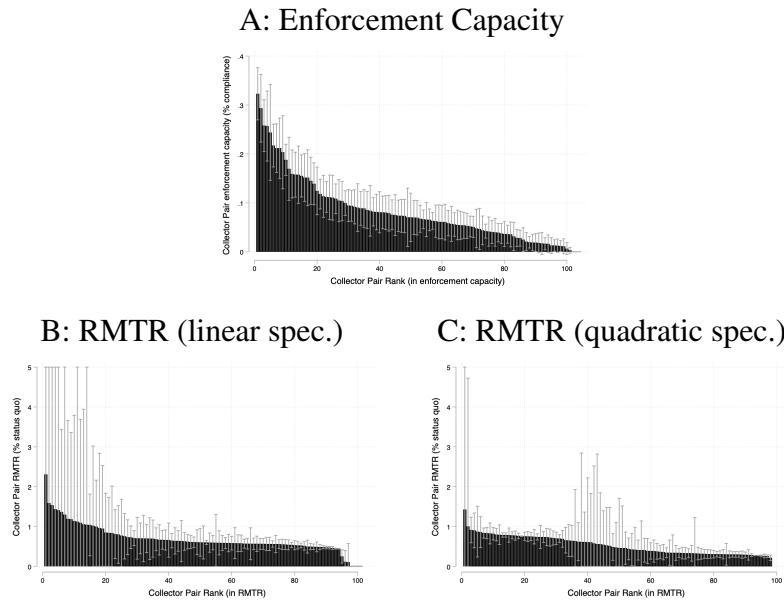 A: Enforcement Capacity
Collector Pair enforcement capacity (% compliance)
.4
.3
.2
.1
0
0 20 40 60 80 100
Collector Pair Rank (in enforcement capacity)
B: RMTR (linear spec.)
Collector Pair RMTR (% status quo)
5
4
3
2
1
0
0 20 40 60 80 100
Collector Pair Rank (in RMTR)
C: RMTR (quadratic spec.)
Collector Pair RMTR (% status quo)
5
4
3
2
1
0
0 20 40 60 80 100
Collector Pair Rank (in RMTR)